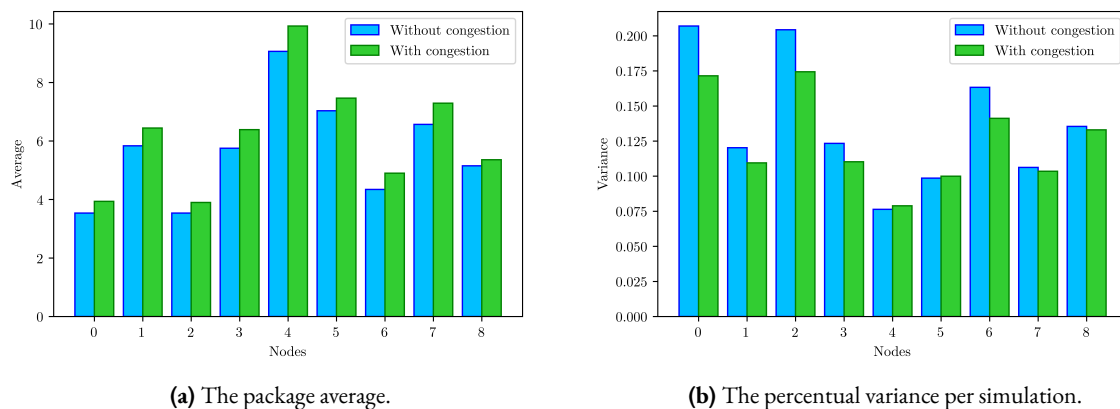 10
8
6
4
2
0
Average
Without congestion
With congestion
0 1 2 3 4 5 6 7 8
Nodes
(a) The package average.
0.200
0.175
0.150
0.125
0.100
0.075
0.050
0.025
0.000
Variance
Without congestion
With congestion
0 1 2 3 4 5 6 7 8
Nodes
(b) The percentual variance per simulation.